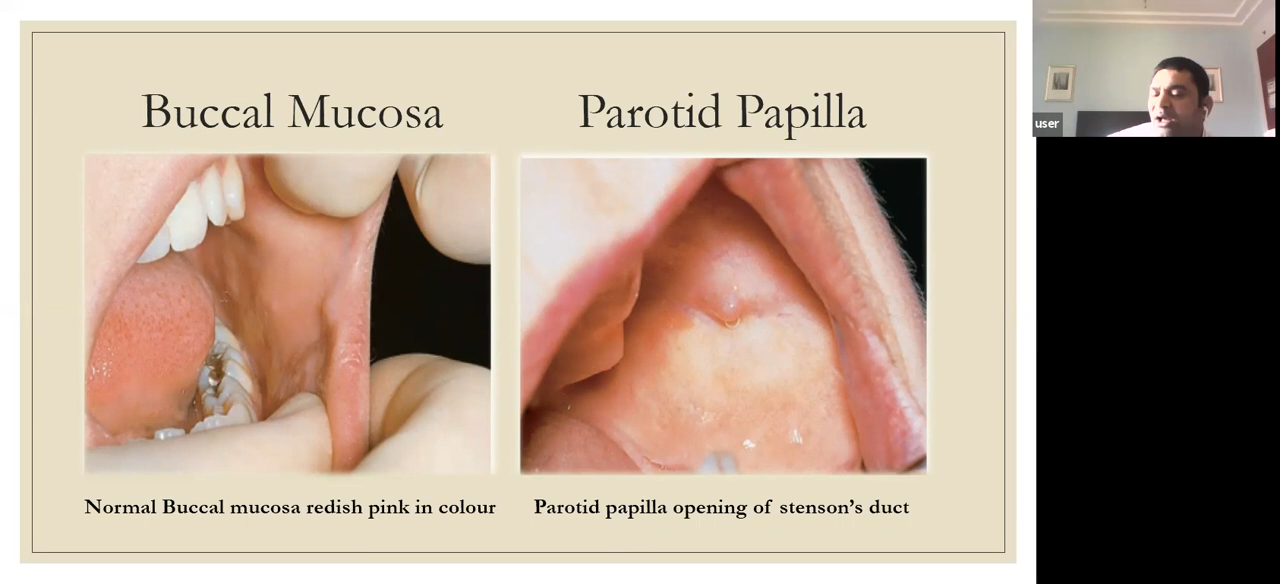 Buccal Mucosa
Parotid Papilla
Normal Buccal mucosa redish pink in colour
Parotid papilla opening of stenson's duct
user